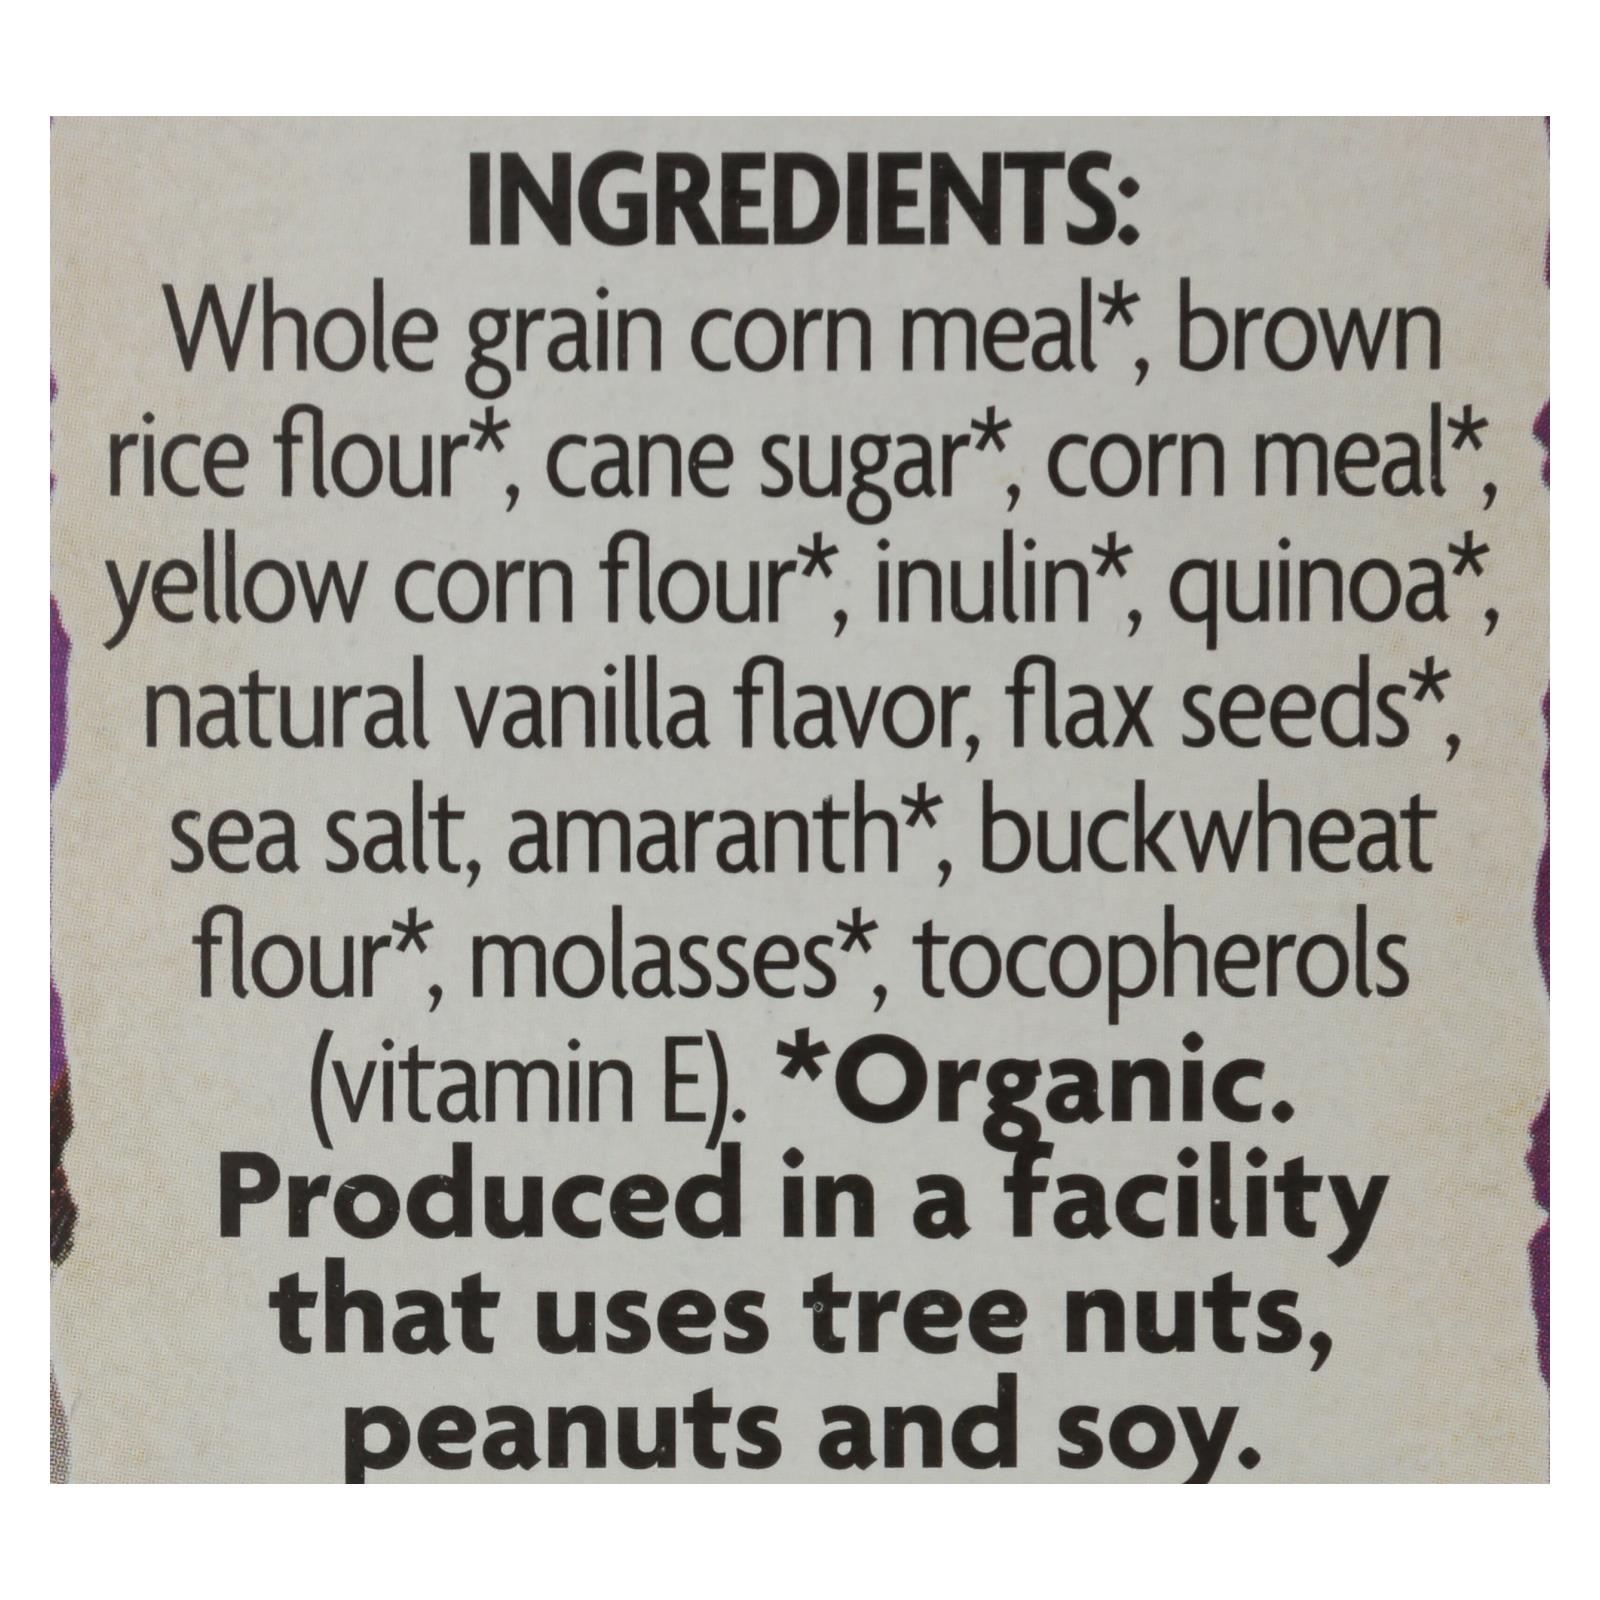 INGREDIENTS:
Whole grain corn meal*, brown
rice flour*, cane sugar*, corn meal*,
yellow corn flour*, inulin*, quinoa*,
natural vanilla flavor, flax seeds*,
sea salt, amaranth*, buckwheat
flour*, molasses*, tocopherols
(vitamin E). *Organic.
Produced in a facility
that uses tree nuts,
peanuts and soy.